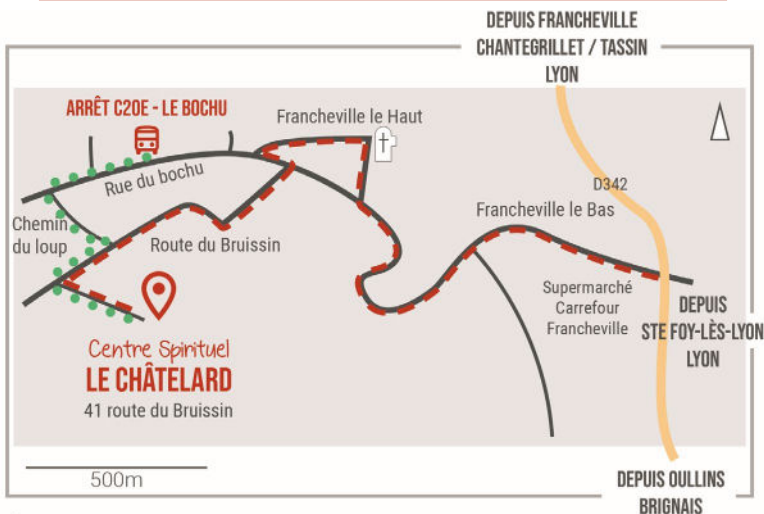 DEPUIS FRANCHEVILLE
CHANTEGRILLET / TASSIN
LYON
ARRÊT C20E - LE BOCHU
Francheville le Haut
Rue du bochu
D342
Chemin
du loup
Francheville le Bas
Route du Bruissin
Supermarché
Carrefour
Francheville
DEPUIS
STE FOY-LÈS-LYON
LYON
Centre Spirituel
LE CHÂTELARD
41 route du Bruissin
500m
DEPUIS OULLINS
BRIGNAIS